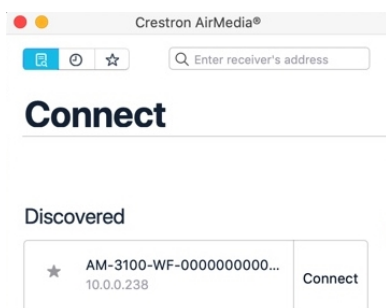 Crestron AirMedia®
Enter receiver's address
Connect
Discovered
AM-3100-WF-0000000000...
10.0.0.238
Connect